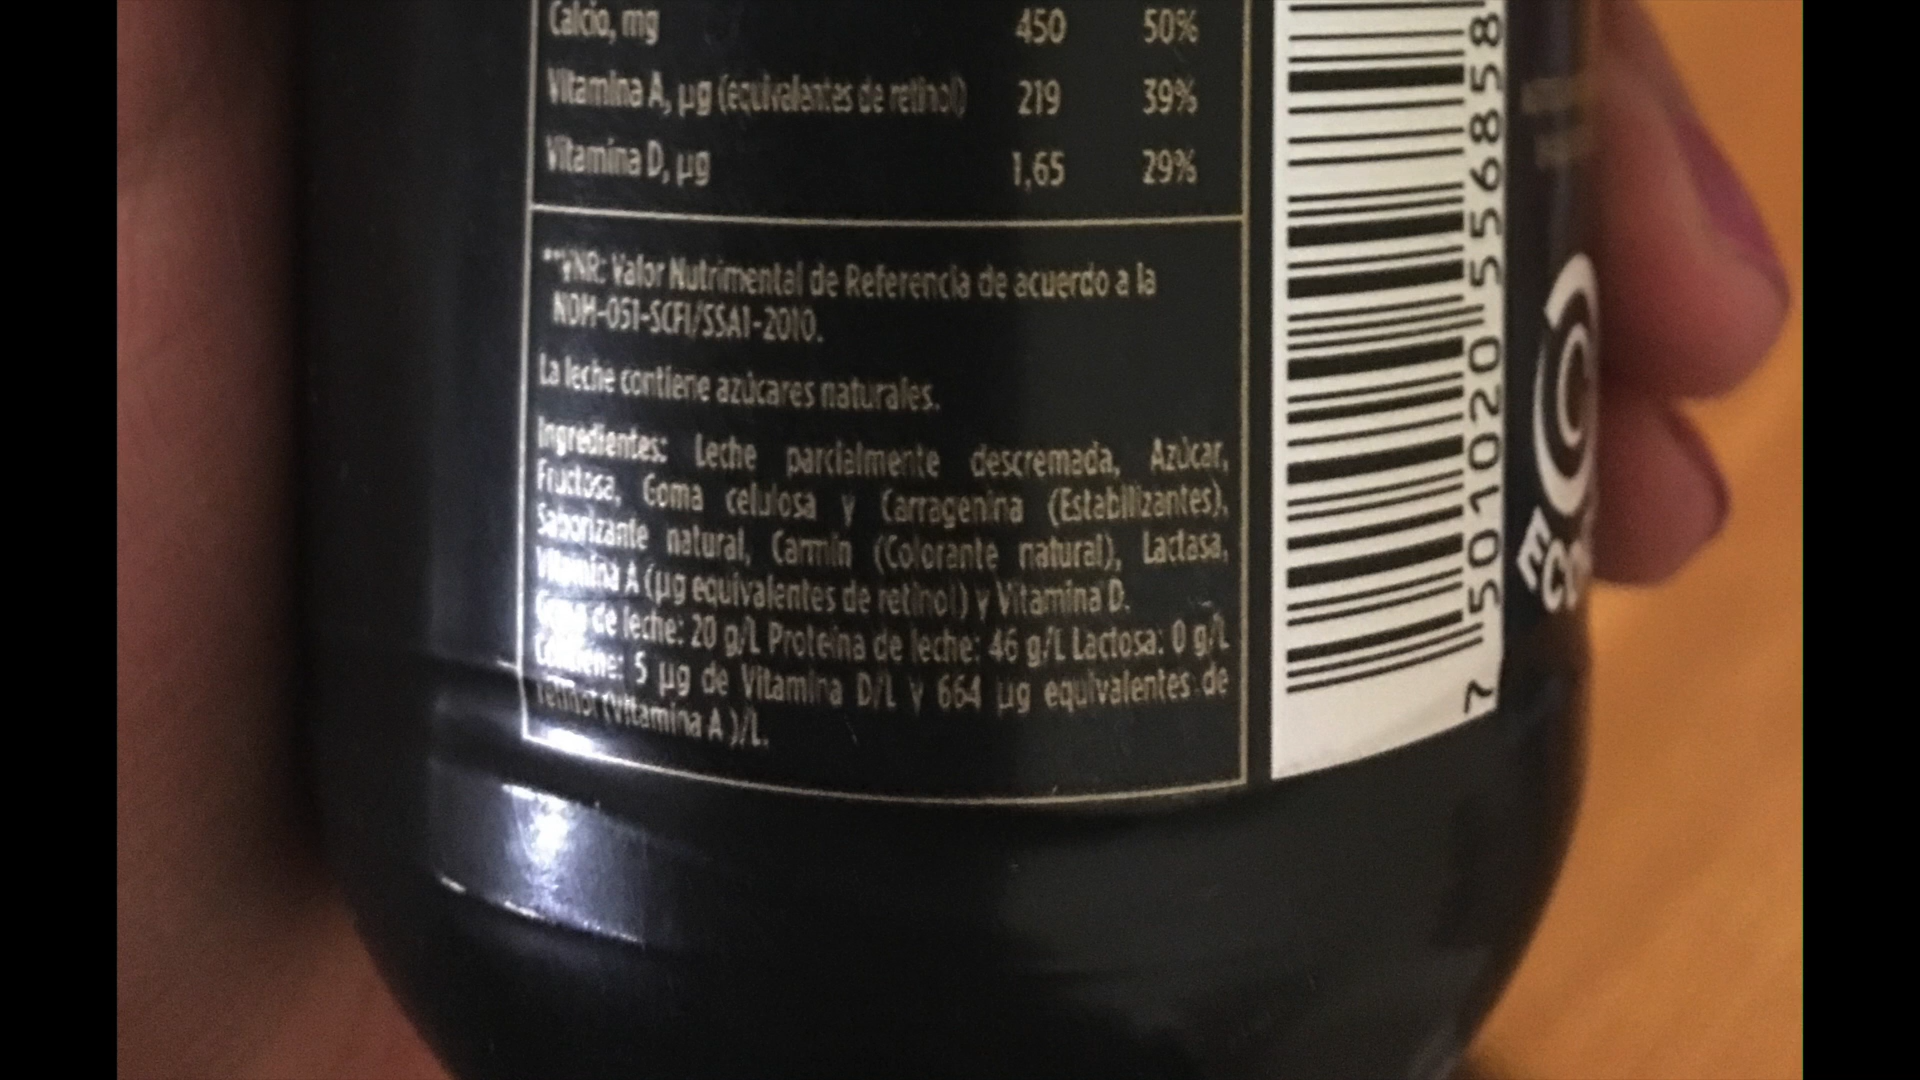 Calcio, mg 450 50%
Vitamina A, µg (equivalentes de retinol) 219 39%
Vitamina D, µg 1,65 29%
**VNR: Valor Nutrimental de Referencia de acuerdo a la
NOM-051-SCFI/SSA1-2010.
La leche contiene azúcares naturales.
Ingredientes: Leche parcialmente descremada, Azúcar,
Fructosa, Goma celulosa y Carragenina (Estabilizantes),
Saborizante natural, Carmín (Colorante natural), Lactasa,
Vitamina A (µg equivalentes de retinol) y Vitamina D.
de leche: 20 g/L Proteína de leche: 46 g/L Lactosa: 0 g/L
Contiene: 5 µg de Vitamina D/L y 664 µg equivalentes de
retinol (Vitamina A )/L.
7 501020 556858